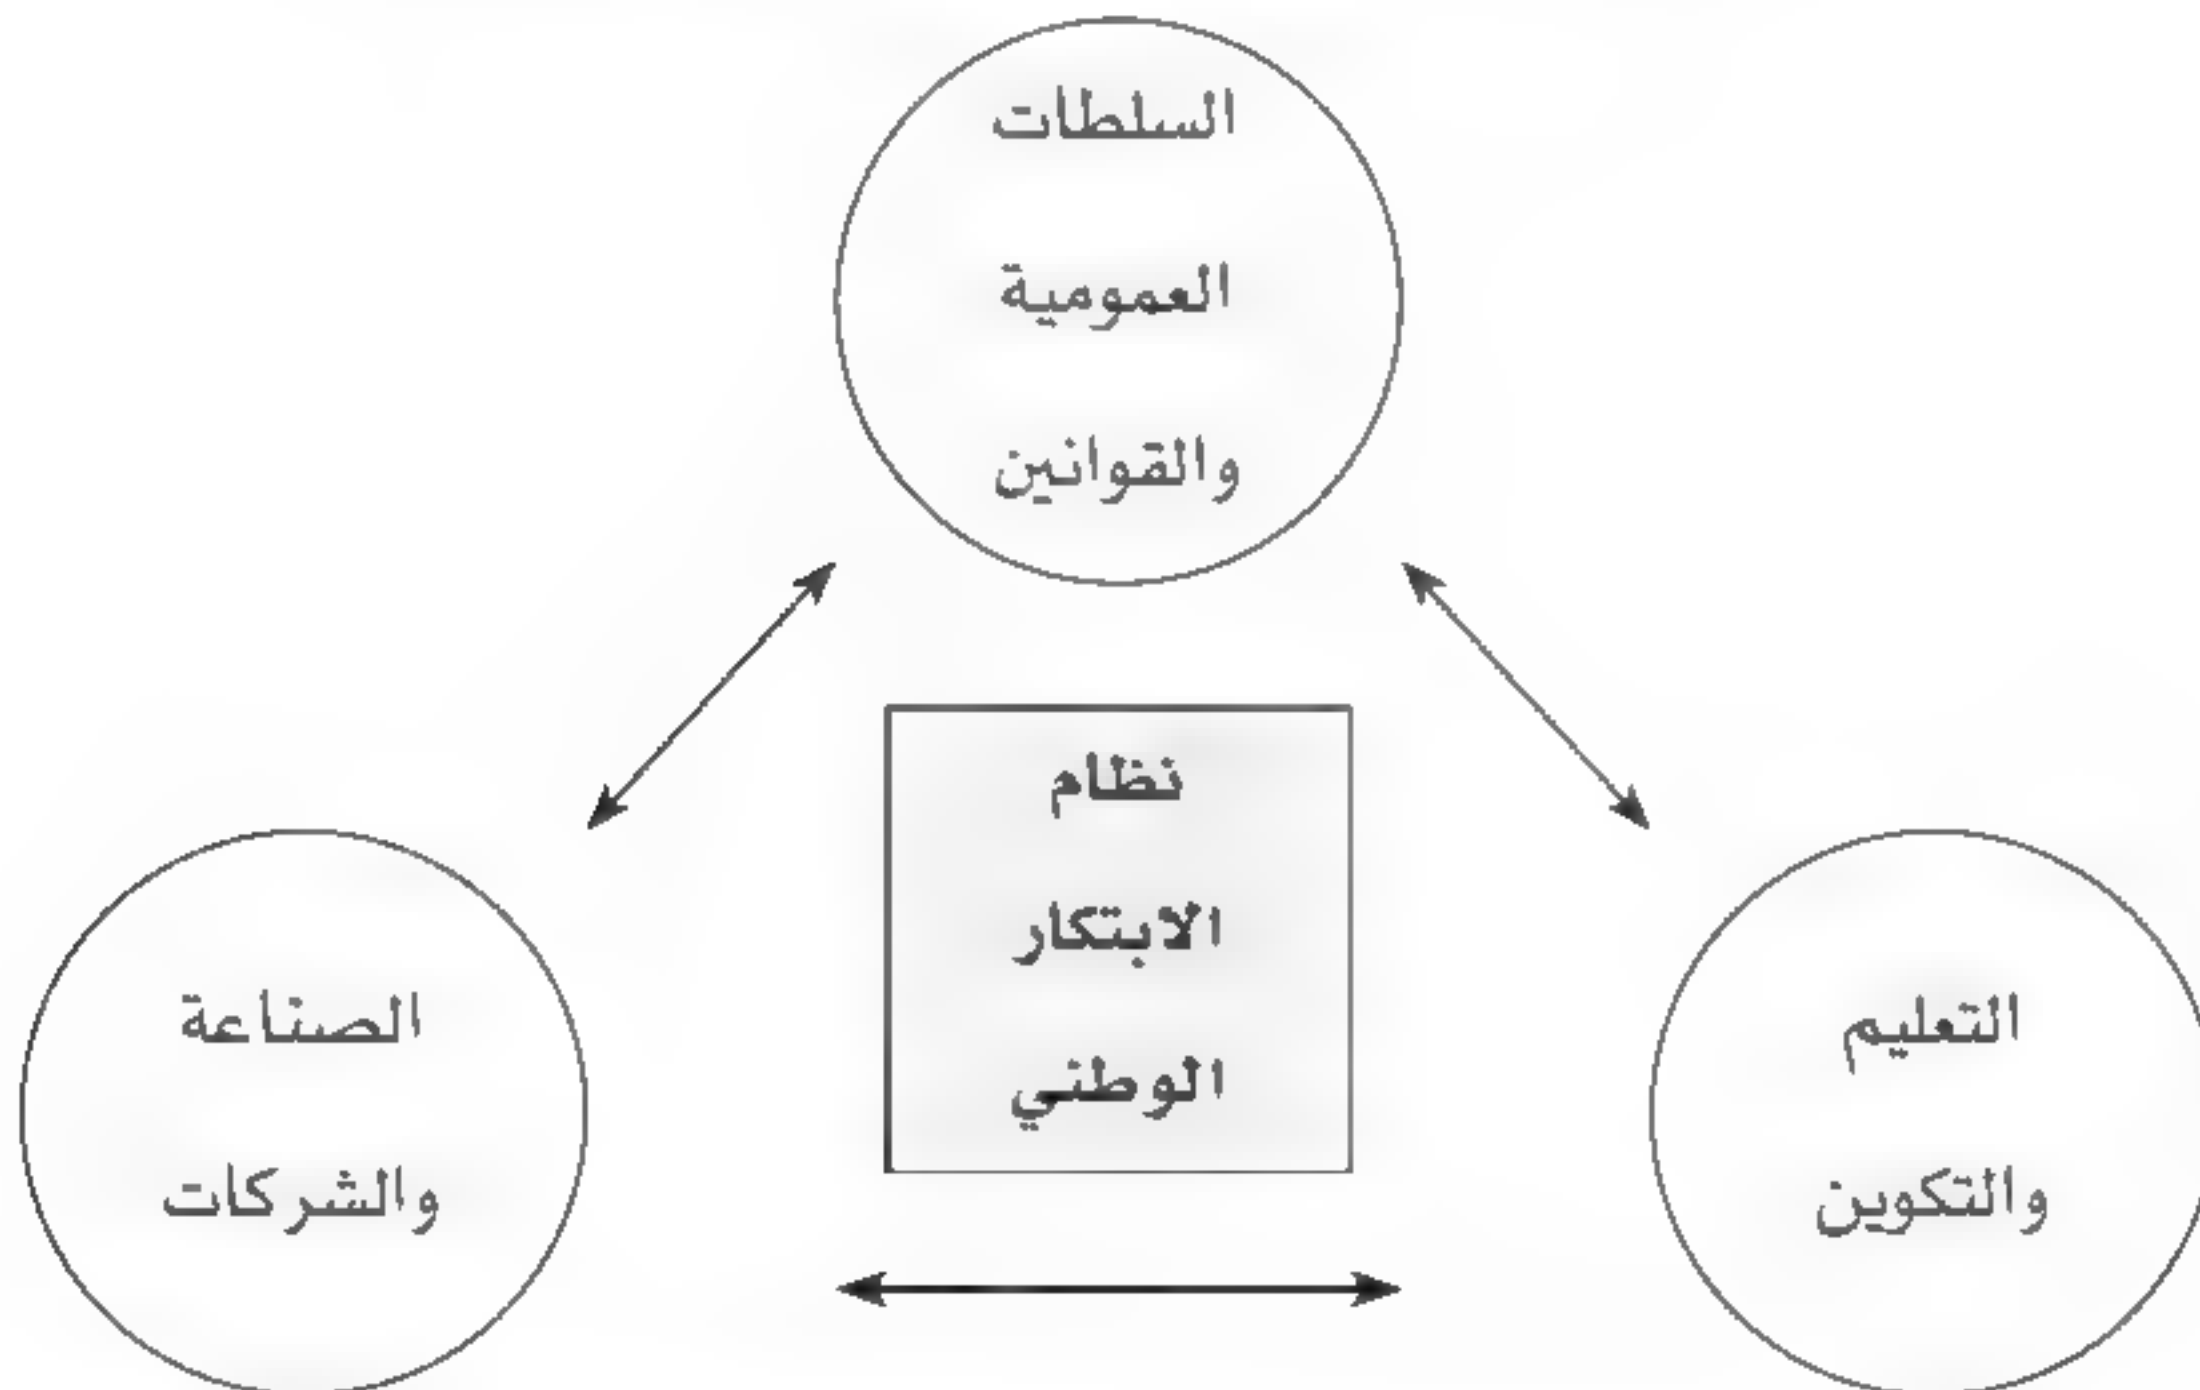 السلطات
العمومية
والقوانين
نظام
الابتكار
الوطني
التعليم
والتكوين
الصناعة
والشركات